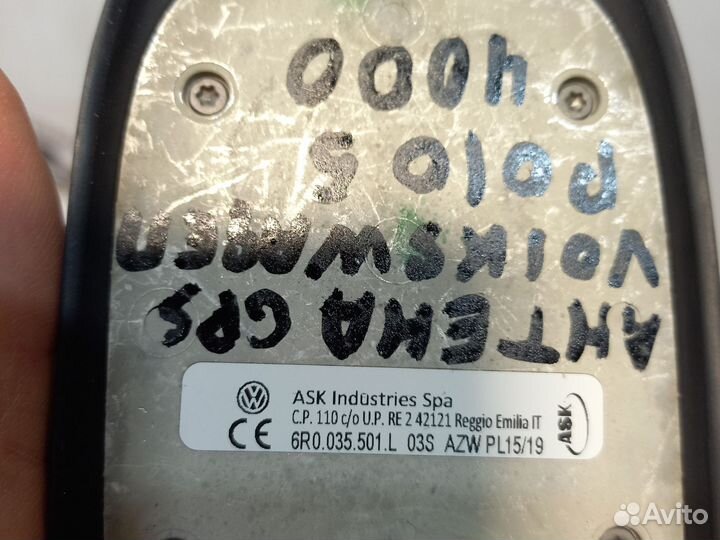 АНТЕНА GPS
VOlKSWAGEN
POlO 5
4000
ASK Industries Spa
C.P. 110 c/o U.P. RE 2 42121 Reggio Emilia IT
CE 6R0.035.501.L 03S AZW PL15/19
ASK
Avito